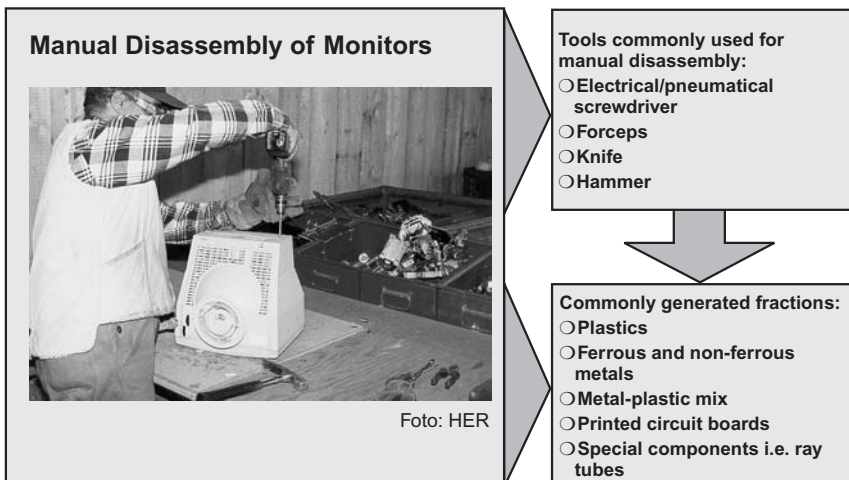 Manual Disassembly of Monitors
Foto: HER
Tools commonly used for
manual disassembly:
❍Electrical/pneumatical
screwdriver
❍Forceps
❍Knife
❍Hammer
Commonly generated fractions:
❍Plastics
❍Ferrous and non-ferrous
metals
❍Metal-plastic mix
❍Printed circuit boards
❍Special components i.e. ray
tubes